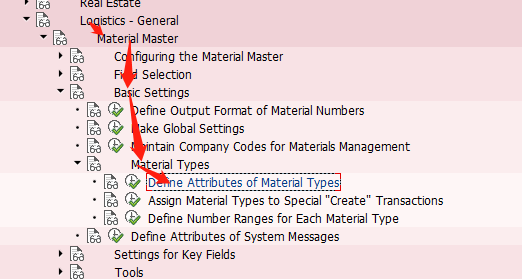 Real Estate
Logistics - General
Material Master
Configuring the Material Master
Field Selection
Basic Settings
Define Output Format of Material Numbers
Make Global Settings
Maintain Company Codes for Materials Management
Material Types
Define Attributes of Material Types
Assign Material Types to Special "Create" Transactions
Define Number Ranges for Each Material Type
Define Attributes of System Messages
Settings for Key Fields
Tools